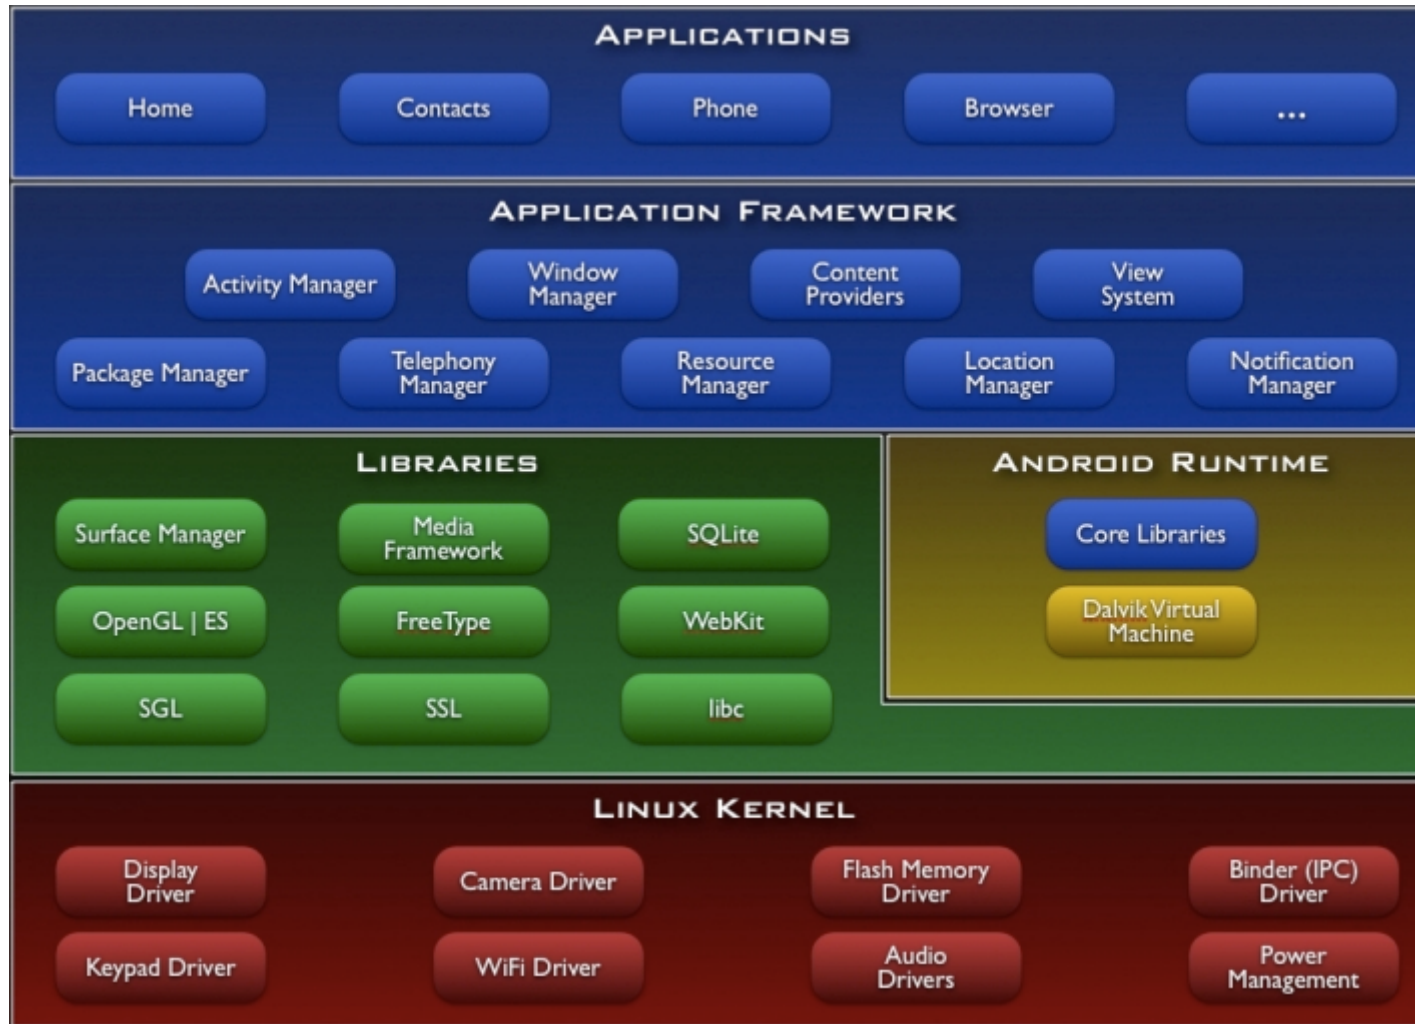 APPLICATIONS
Home
Contacts
Phone
Browser
...
APPLICATION FRAMEWORK
Activity Manager
Window
Manager
Content
Providers
View
System
Package Manager
Telephony
Manager
Resource
Manager
Location
Manager
Notification
Manager
LIBRARIES
Surface Manager
Media
Framework
SQLite
OpenGL | ES
FreeType
WebKit
SGL
SSL
libc
ANDROID RUNTIME
Core Libraries
Dalvik Virtual
Machine
LINUX KERNEL
Display
Driver
Camera Driver
Flash Memory
Driver
Binder (IPC)
Driver
Keypad Driver
WiFi Driver
Audio
Drivers
Power
Management